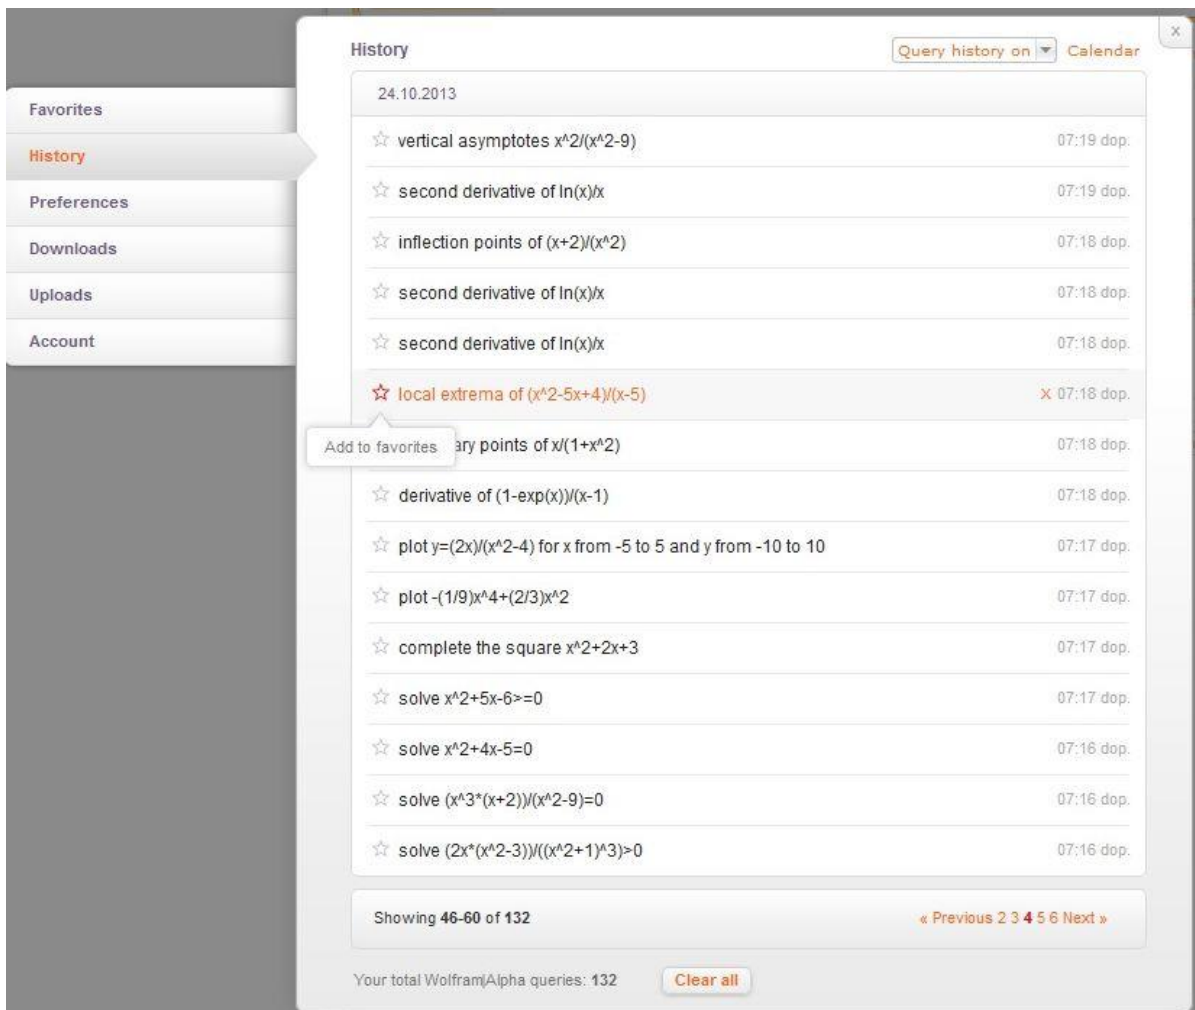 x
History
Query history on
Calendar
24.10.2013
Favorites
History
Preferences
Downloads
Uploads
Account
vertical asymptotes x^2/(x^2-9) 07:19 dop.
second derivative of ln(x)/x 07:19 dop.
inflection points of (x+2)/(x^2) 07:18 dop.
second derivative of ln(x)/x 07:18 dop.
second derivative of ln(x)/x 07:18 dop.
local extrema of (x^2-5x+4)/(x-5) x 07:18 dop.
Add to favorites
ary points of x/(1+x^2) 07:18 dop.
derivative of (1-exp(x))/(x-1) 07:18 dop.
plot y=(2x)/(x^2-4) for x from -5 to 5 and y from -10 to 10 07:17 dop.
plot -(1/9)x^4+(2/3)x^2 07:17 dop.
complete the square x^2+2x+3 07:17 dop.
solve x^2+5x-6>=0 07:17 dop.
solve x^2+4x-5=0 07:16 dop.
solve (x^3*(x+2))/(x^2-9)=0 07:16 dop.
solve (2x*(x^2-3))/((x^2+1)^3)>0 07:16 dop.
Showing 46-60 of 132
« Previous 2 3 4 5 6 Next »
Your total Wolfram|Alpha queries: 132
Clear all